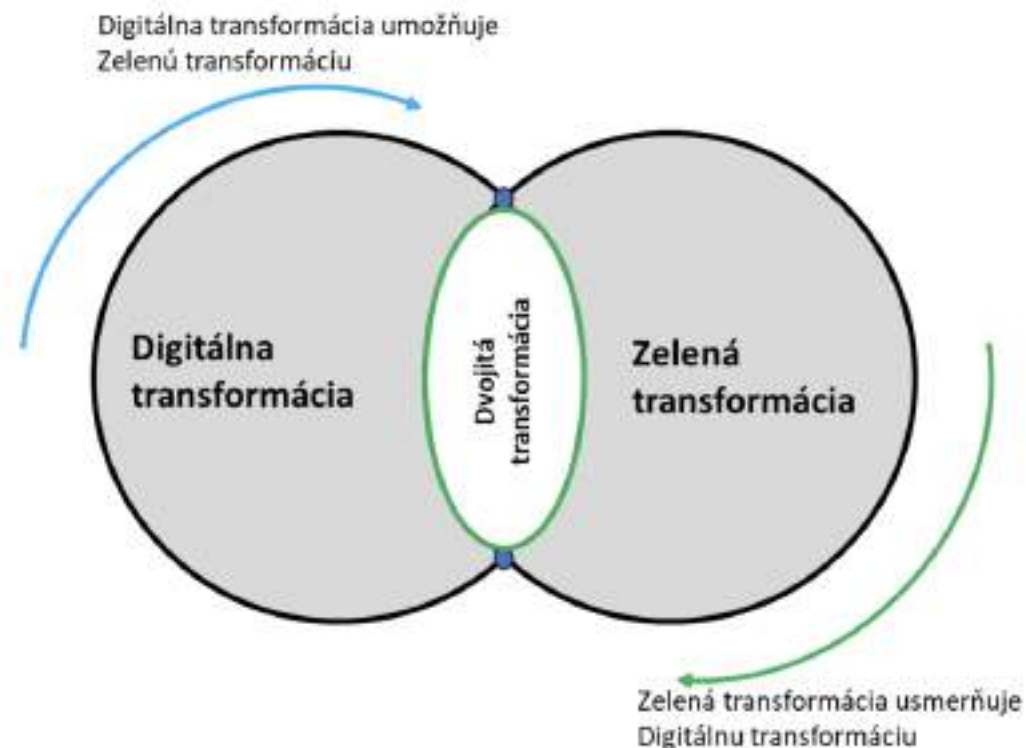 Digitálna transformácia umožňuje
Zelenú transformáciu
Digitálna
transformácia
Dvojitá
transformácia
Zelená
transformácia
Zelená transformácia usmerňuje
Digitálnu transformáciu